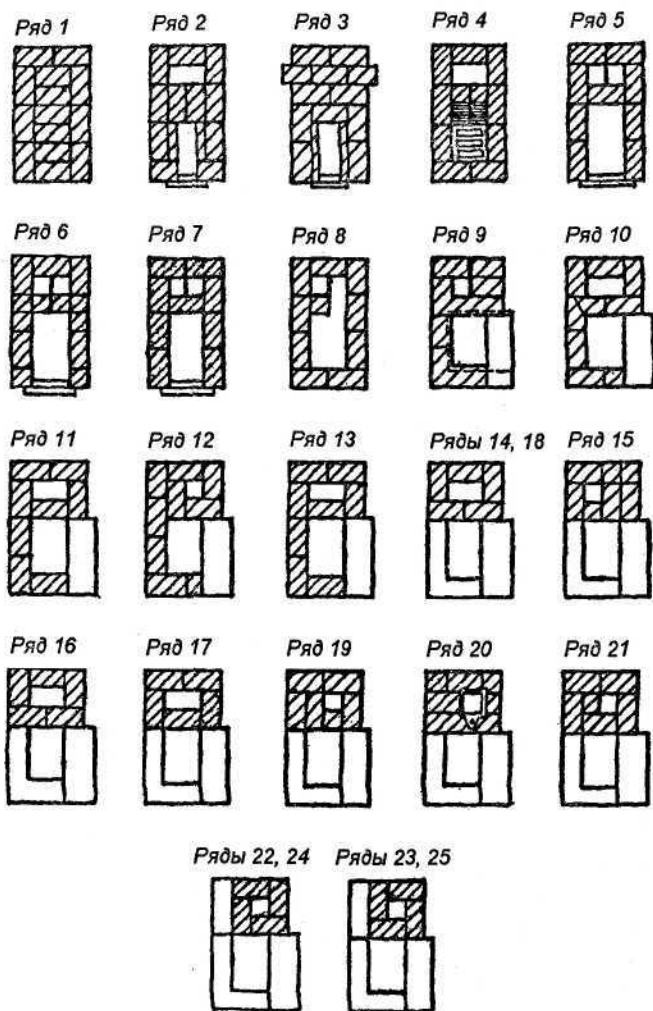 Ряд 1 Ряд 2 Ряд 3 Ряд 4 Ряд 5
Ряд 6 Ряд 7 Ряд 8 Ряд 9 Ряд 10
Ряд 11 Ряд 12 Ряд 13 Ряды 14, 18 Ряд 15
Ряд 16 Ряд 17 Ряд 19 Ряд 20 Ряд 21
Ряды 22, 24 Ряды 23, 25